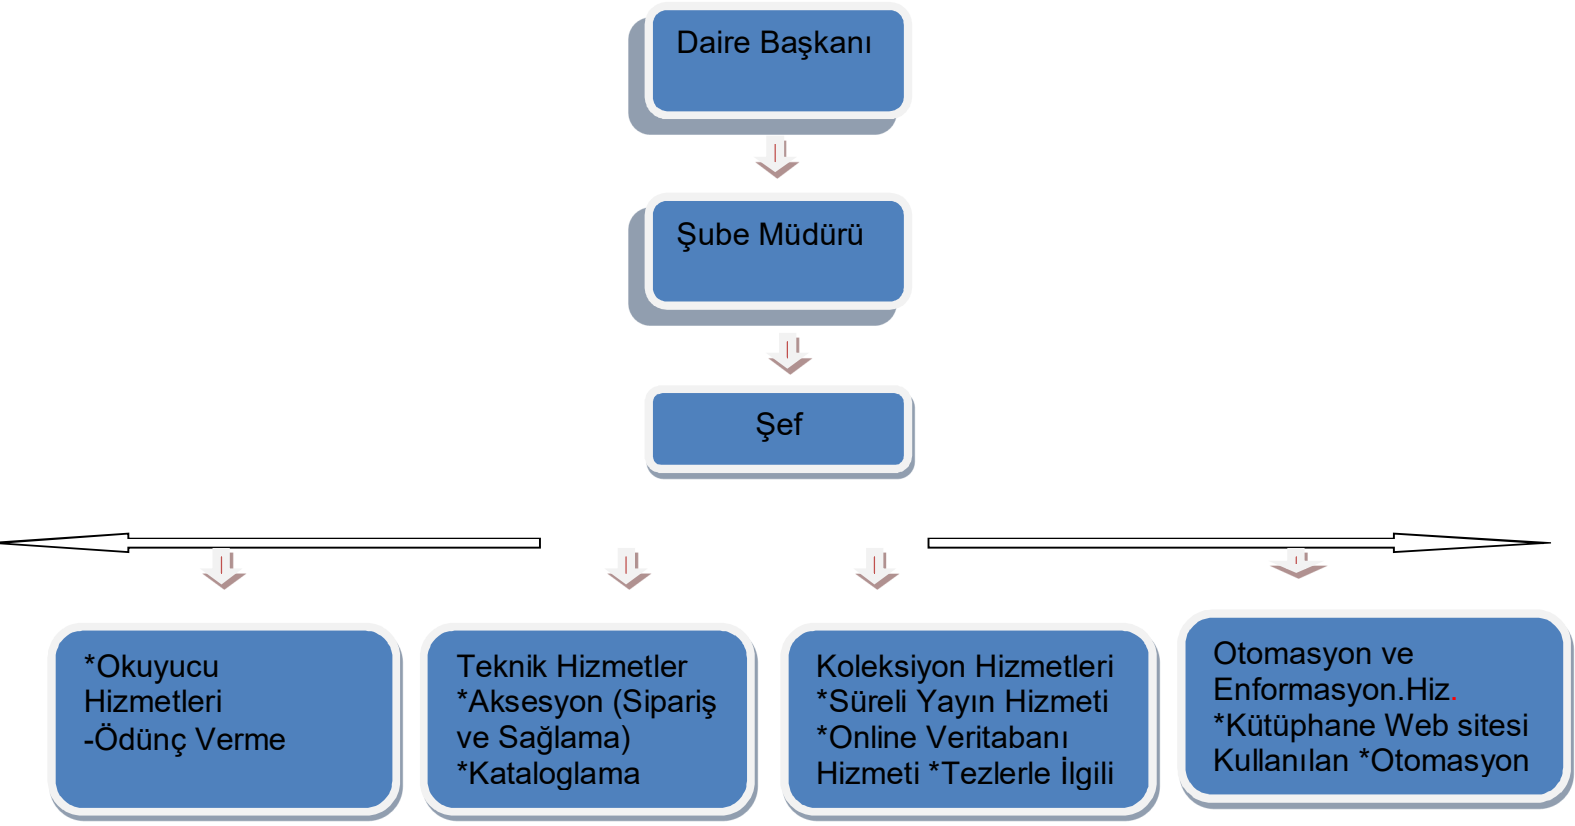 Daire Başkanı
Şube Müdürü
Şef
*Okuyucu
Hizmetleri
-Ödünç Verme
Teknik Hizmetler
*Aksesyon (Sipariş
ve Sağlama)
*Kataloglama
Koleksiyon Hizmetleri
*Süreli Yayın Hizmeti
*Online Veritabanı
Hizmeti *Tezlerle İlgili
Otomasyon ve
Enformasyon.Hiz.
*Kütüphane Web sitesi
Kullanılan *Otomasyon